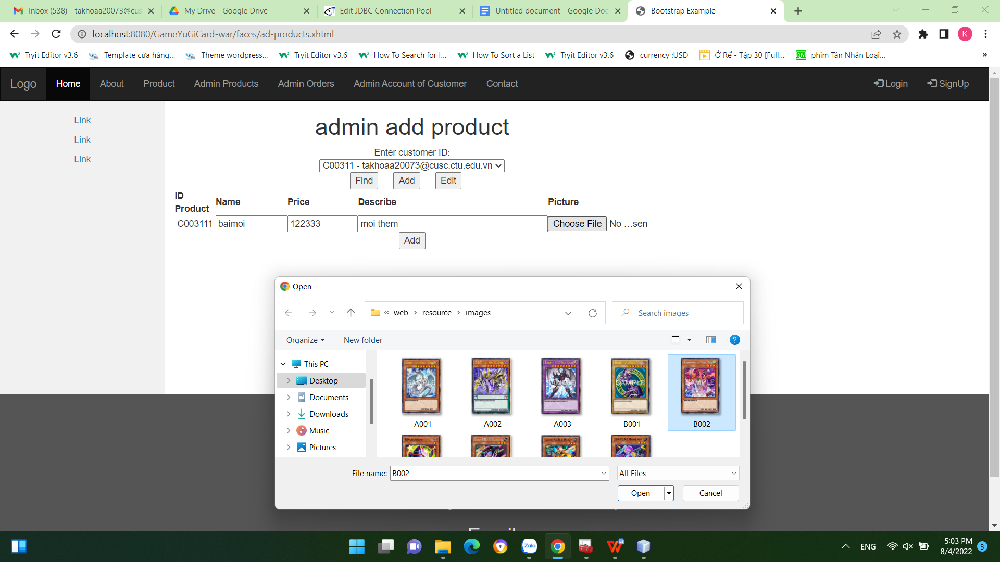 Inbox (538) - takhoaa20073@cus
My Drive - Google Drive
Edit JDBC Connection Pool
Untitled document - Google Doc
Bootstrap Example
localhost:8080/GameYuGiCard-war/faces/ad-products.xhtml
K
Tryit Editor v3.6
Template cửa hàng...
Theme wordpress...
Tryit Editor v3.6
How To Search for I...
How To Sort a List
Tryit Editor v3.6
currency :USD
Ở Rể - Tập 30 [Full...
phim Tân Nhân Loại...
»
Logo
Home
About
Product
Admin Products
Admin Orders
Admin Account of Customer
Contact
Login
SignUp
Link
Link
Link
admin add product
Enter customer ID:
C00311 - takhoaa20073@cusc.ctu.edu.vn
Find
Add
Edit
ID Product
Name
Price
Describe
Picture
C003111
baimoi
122333
moi them
Choose File
No ...sen
Add
Open
« web > resource > images
Search images
Organize
New folder
This PC
Desktop
Documents
Downloads
Music
Pictures
SAMPLE
SAMPLE
SAMPLE
SAMPLE
SAMPLE
A001
A002
A003
B001
B002
File name:
B002
All Files
Open
Cancel
Zalo
ENG
5:03 PM
8/4/2022
3